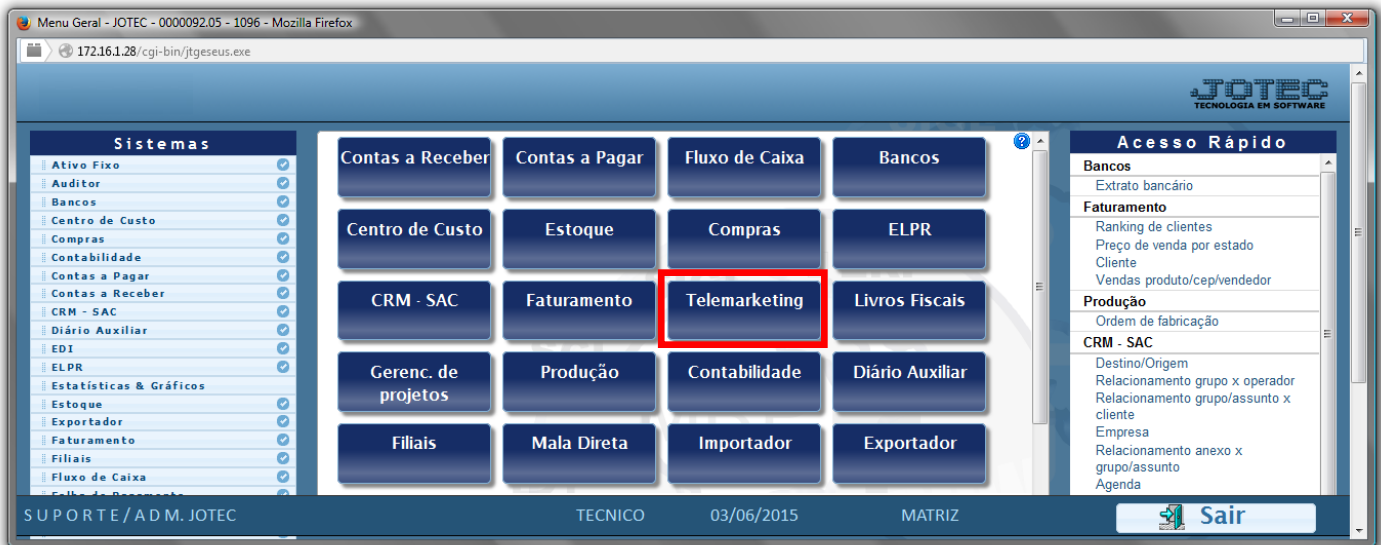 Menu Geral - JOTEC - 0000092.05 - 1096 - Mozilla Firefox
172.16.1.28/cgi-bin/jtgeseus.exe
JOTEC
TECNOLOGIA EM SOFTWARE
Sistemas
Ativo Fixo
Auditor
Bancos
Centro de Custo
Compras
Contabilidade
Contas a Pagar
Contas a Receber
CRM - SAC
Diário Auxiliar
EDI
ELPR
Estatísticas & Gráficos
Estoque
Exportador
Faturamento
Filiais
Fluxo de Caixa
Folha de Pagamento
Contas a Receber
Contas a Pagar
Fluxo de Caixa
Bancos
Centro de Custo
Estoque
Compras
ELPR
CRM - SAC
Faturamento
Telemarketing
Livros Fiscais
Gerenc. de
projetos
Produção
Contabilidade
Diário Auxiliar
Filiais
Mala Direta
Importador
Exportador
Acesso Rápido
Bancos
Extrato bancário
Faturamento
Ranking de clientes
Preço de venda por estado
Cliente
Vendas produto/cep/vendedor
Produção
Ordem de fabricação
CRM - SAC
Destino/Origem
Relacionamento grupo x operador
Relacionamento grupo/assunto x
cliente
Empresa
Relacionamento anexo x
grupo/assunto
Agenda
SUPORTE/ADM. JOTEC
TECNICO
03/06/2015
MATRIZ
Sair